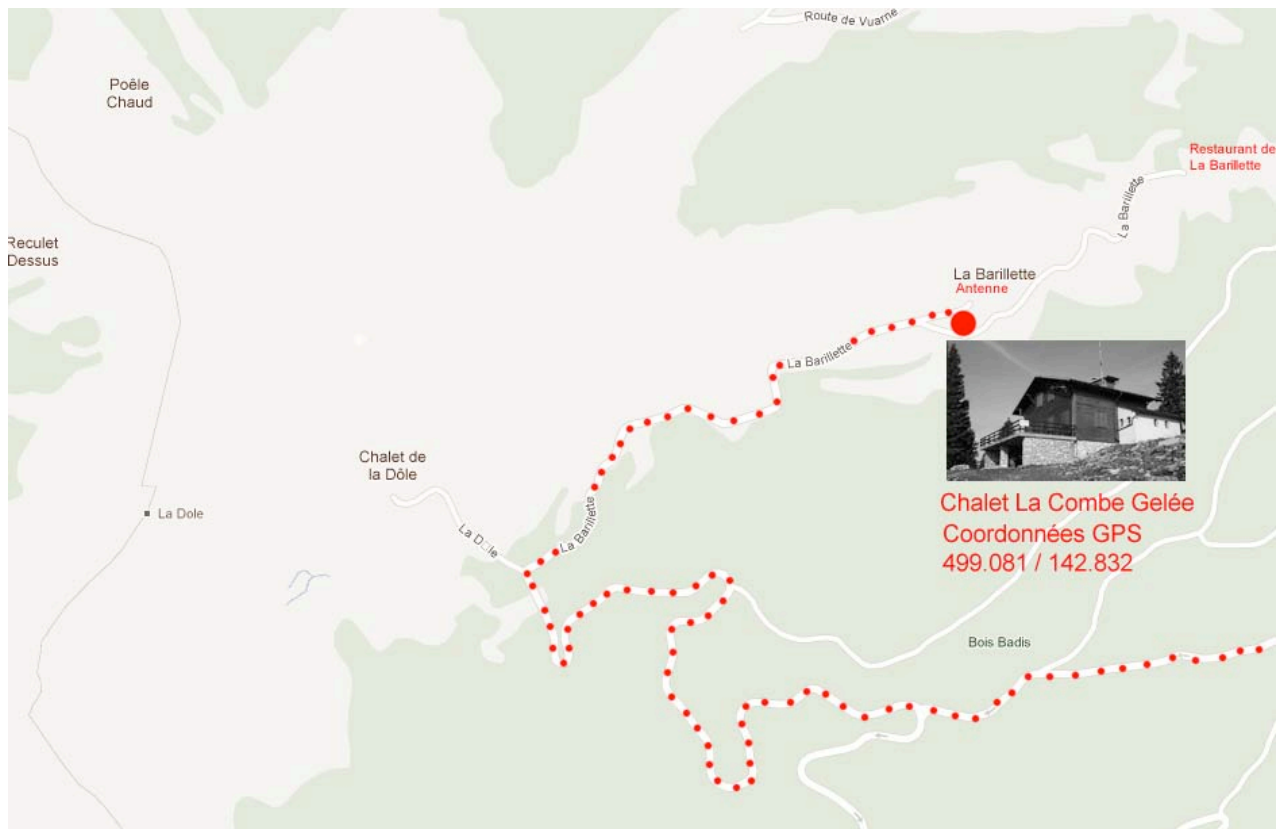 Route de Vuarne
Poêle
Chaud
Restaurant de
La Barillette
La Barillette
Reculet
Dessus
La Barillette
Antenne
La Barillette
Chalet de
la Dôle
La Dole
La Barillette
Chalet La Combe Gelée
Coordonnées GPS
499.081 / 142.832
Bois Badis